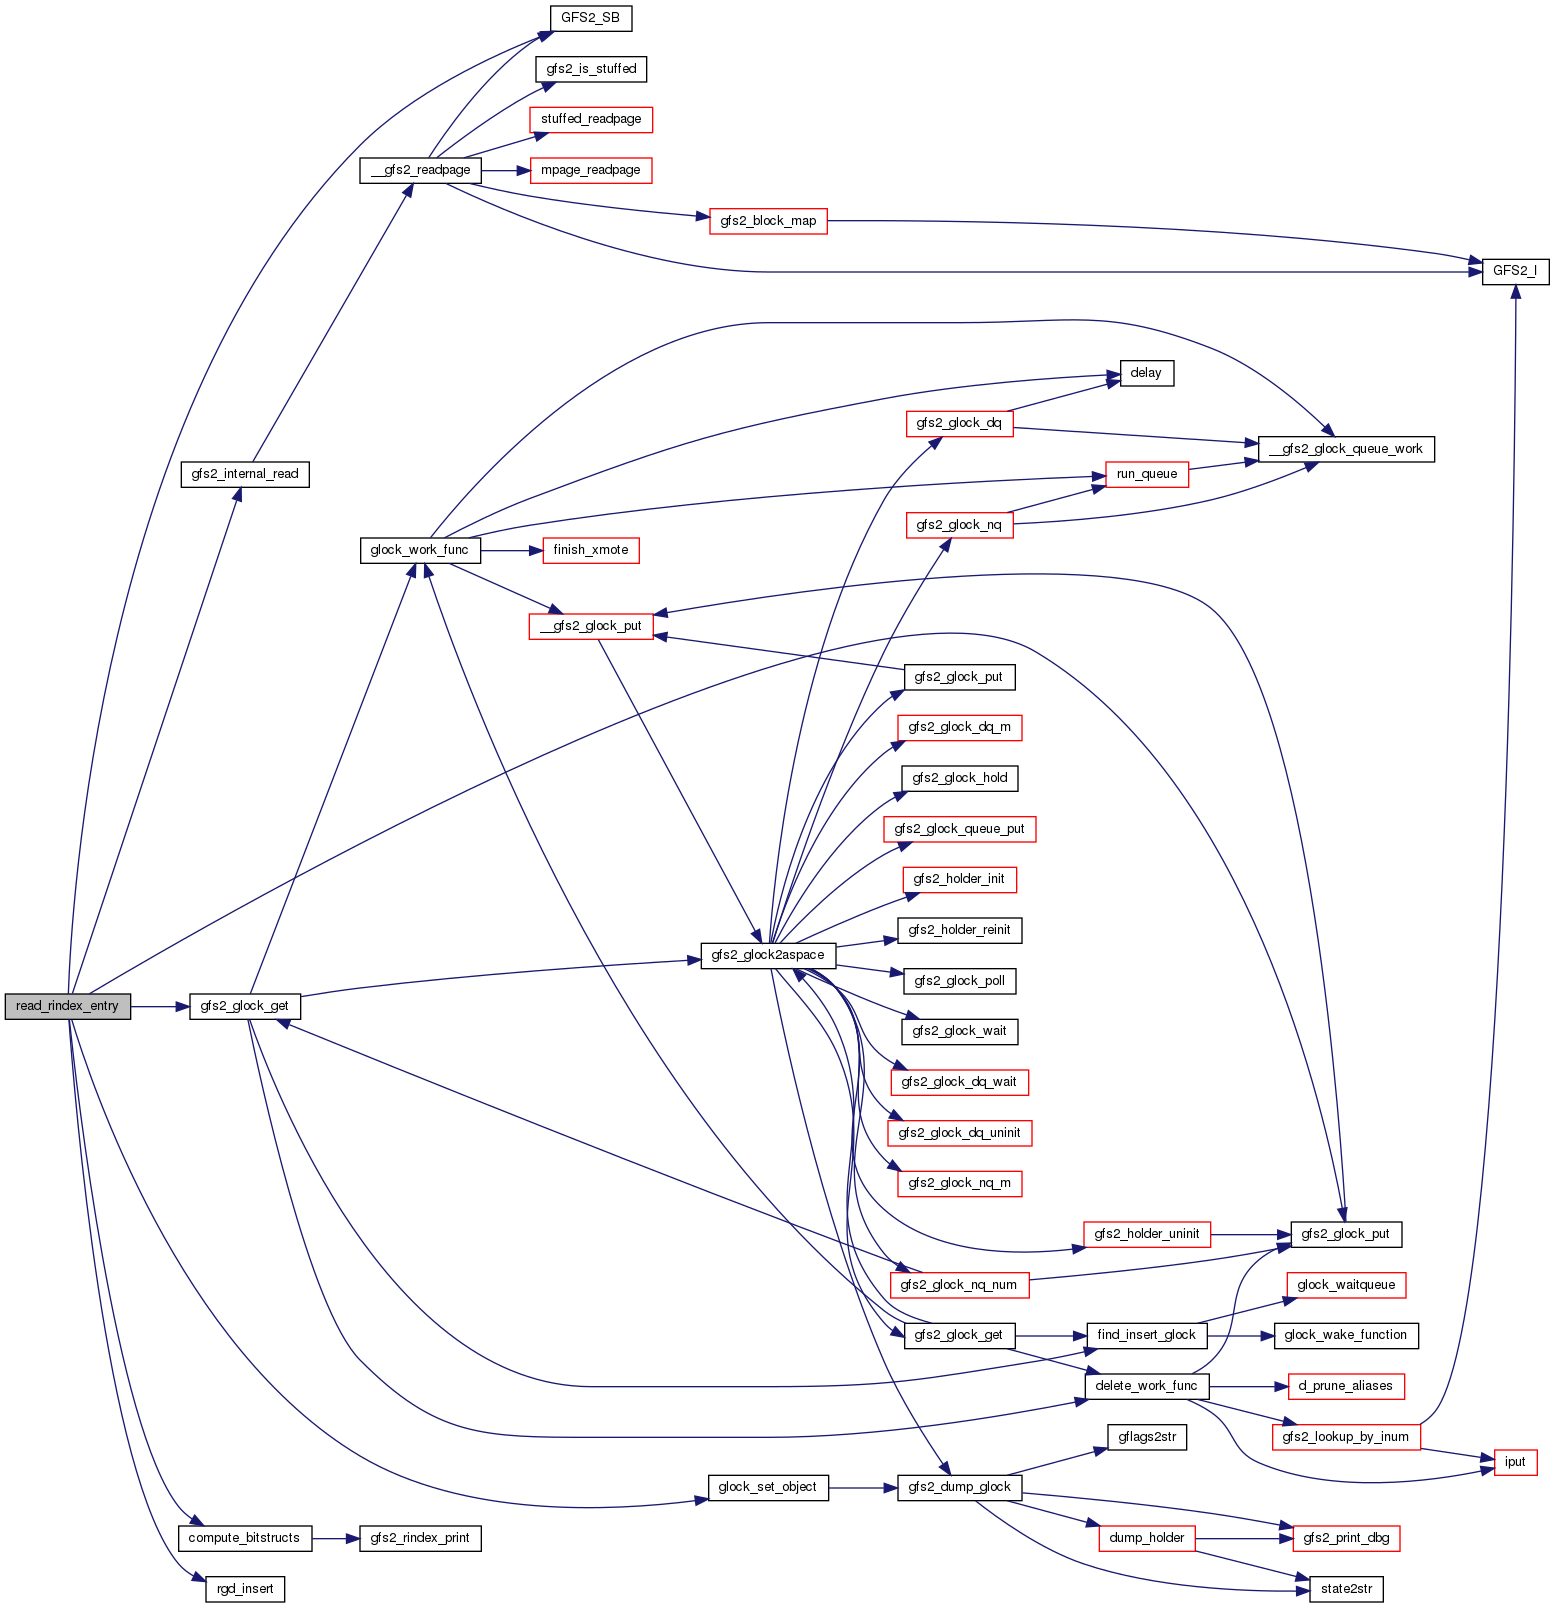 GFS2_SB
gfs2_is_stuffed
stuffed_readpage
__gfs2_readpage
mpage_readpage
gfs2_block_map
GFS2_I
delay
gfs2_glock_dq
__gfs2_glock_queue_work
gfs2_internal_read
run_queue
gfs2_glock_nq
glock_work_func
finish_xmote
__gfs2_glock_put
gfs2_glock_put
gfs2_glock_dq_m
gfs2_glock_hold
gfs2_glock_queue_put
gfs2_holder_init
gfs2_holder_reinit
gfs2_glock2aspace
gfs2_glock_poll
read_rindex_entry
gfs2_glock_get
gfs2_glock_wait
gfs2_glock_dq_wait
gfs2_glock_dq_uninit
gfs2_glock_nq_m
gfs2_holder_uninit
gfs2_glock_put
gfs2_glock_nq_num
glock_waitqueue
gfs2_glock_get
find_insert_glock
glock_wake_function
delete_work_func
d_prune_aliases
gflags2str
gfs2_lookup_by_inum
iput
glock_set_object
gfs2_dump_glock
compute_bitstructs
gfs2_rindex_print
dump_holder
gfs2_print_dbg
rgd_insert
state2str